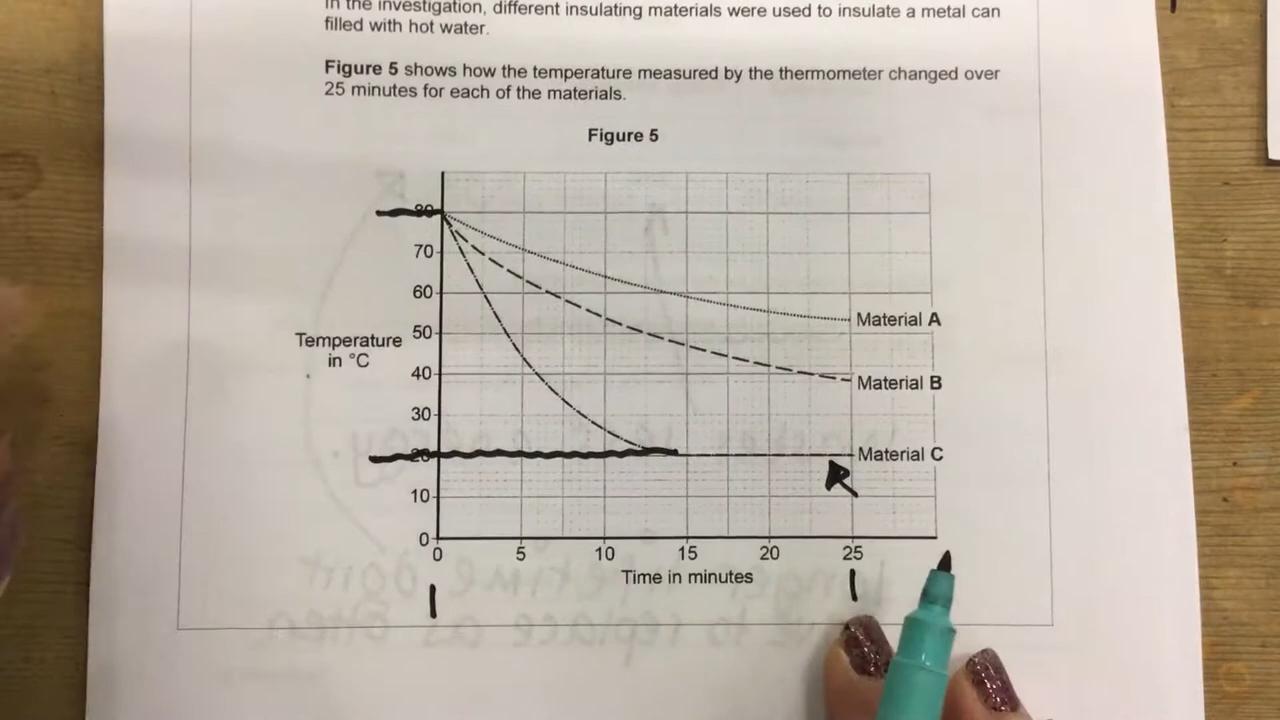 In the investigation, different insulating materials were used to insulate a metal can
filled with hot water.
Figure 5 shows how the temperature measured by the thermometer changed over
25 minutes for each of the materials.
Figure 5
80
70
60
50
40
30
20
10
0
Temperature
in °C
Material A
Material B
Material C
0 5 10 15 20 25
Time in minutes